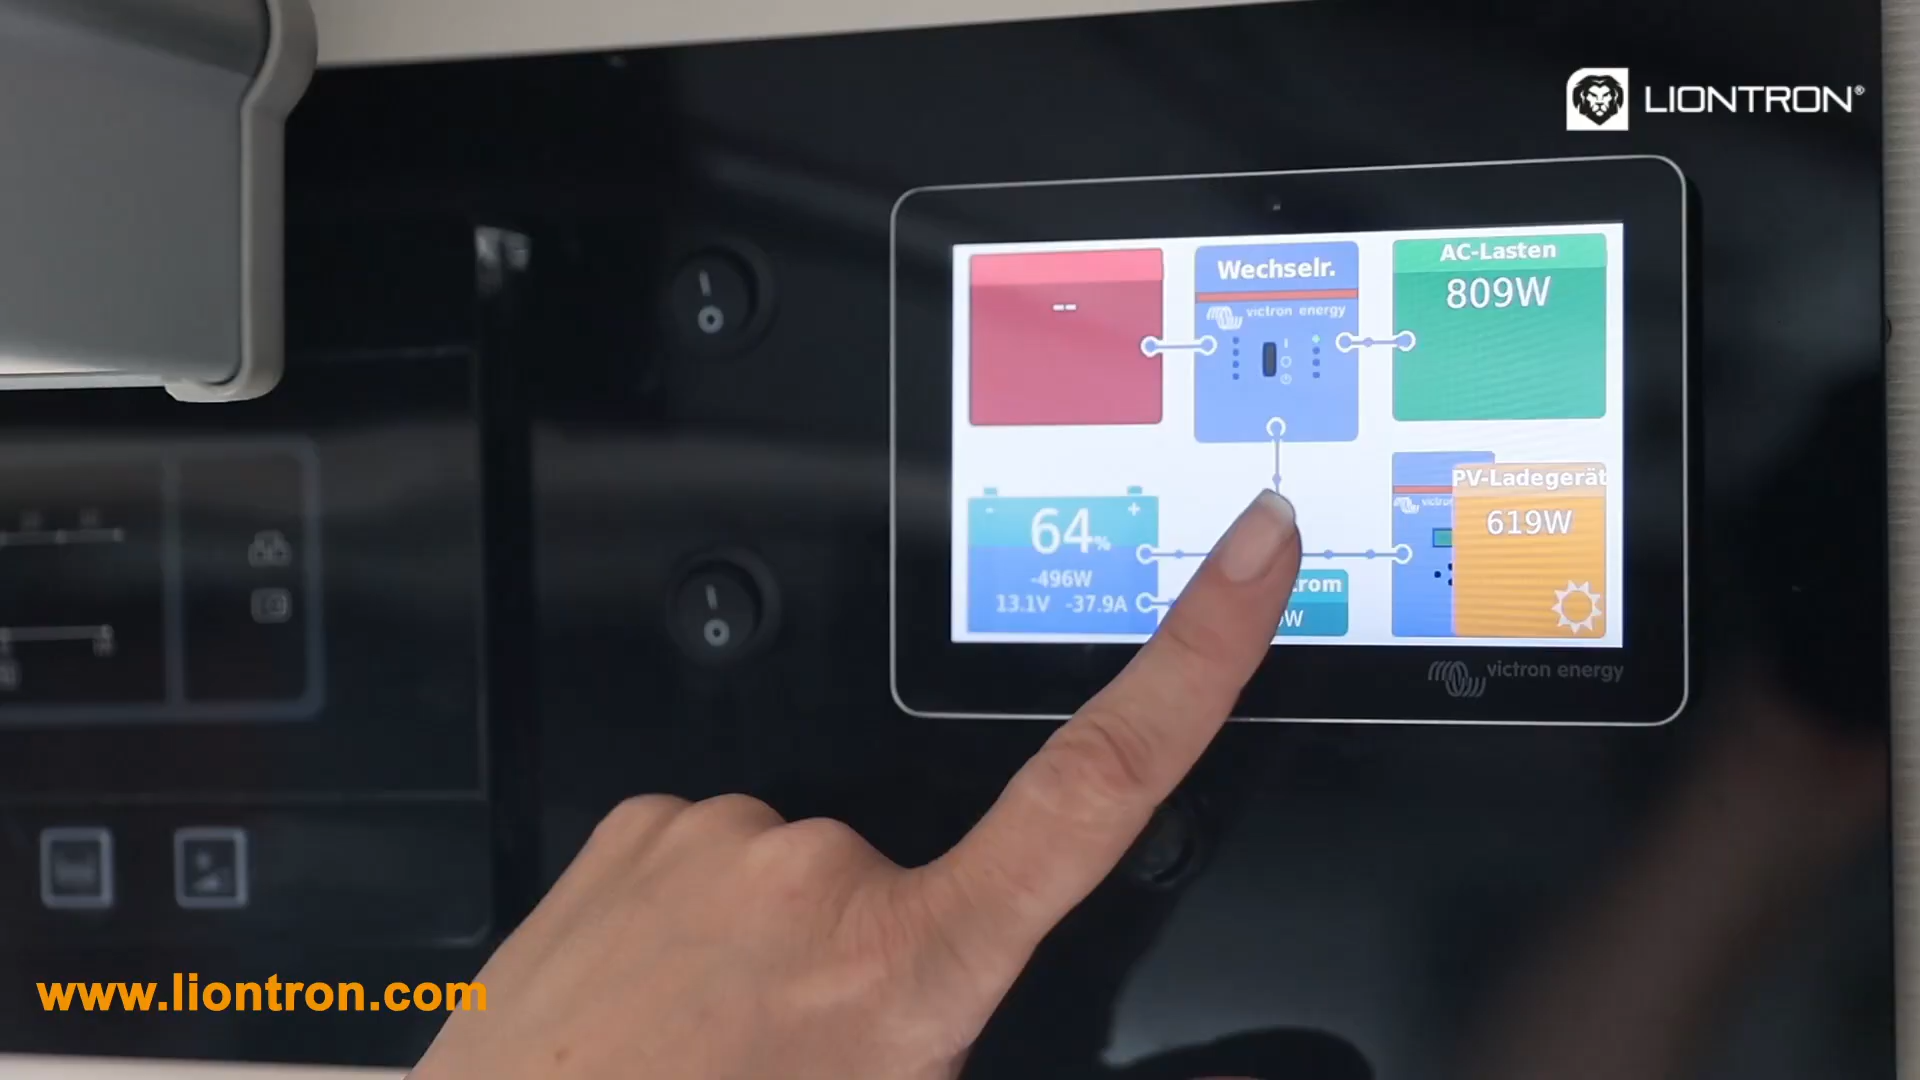 LIONTRON®
--
Wechselr.
victron energy
AC-Lasten
809W
64%
-496W
13.1V -37.9A
PV-Ladegerät
619W
victron energy
www.liontron.com